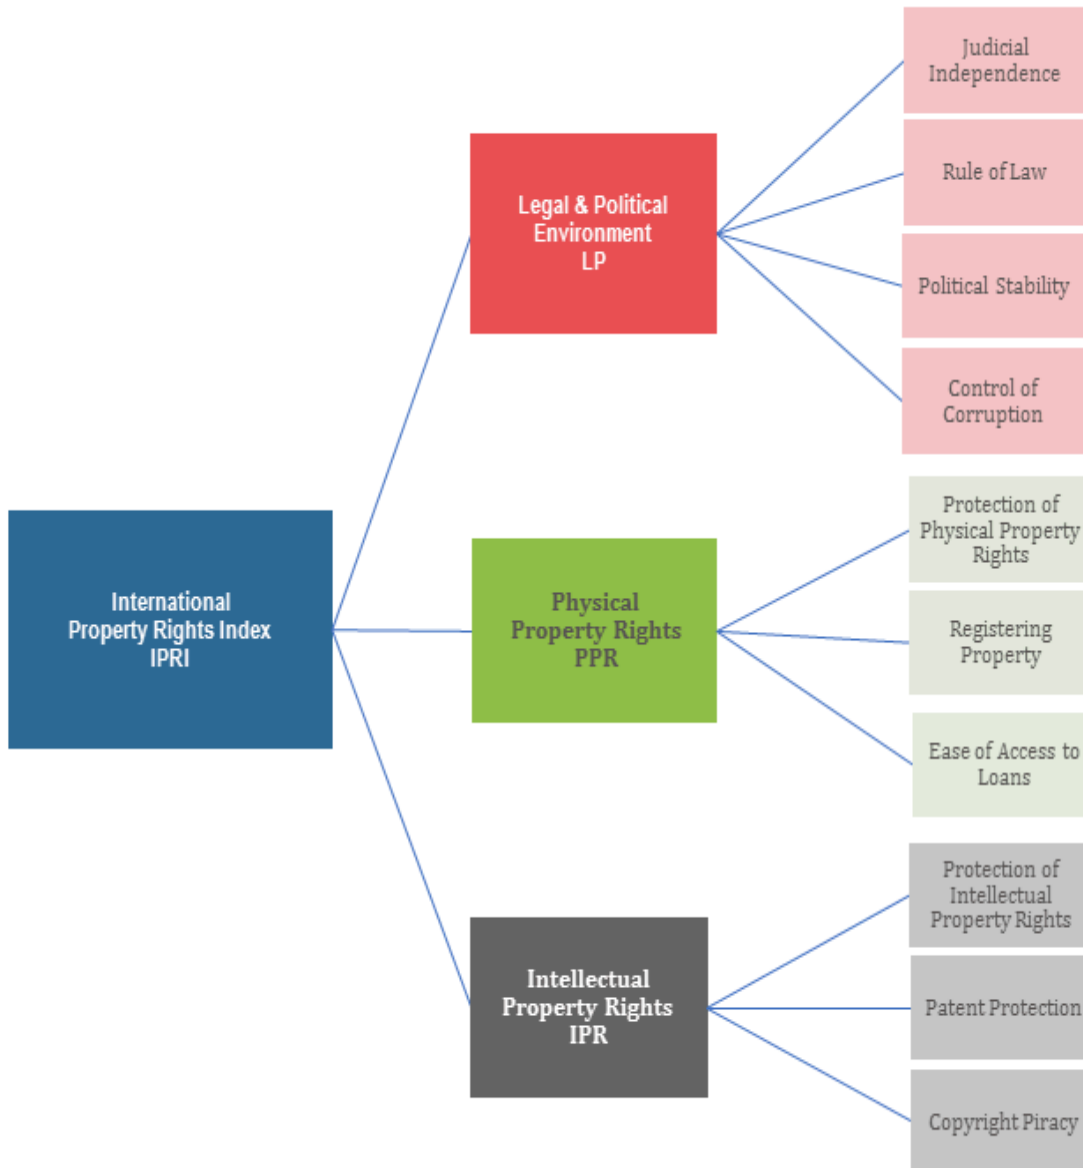 International
Property Rights Index
IPRI
Legal & Political
Environment
LP
Judicial
Independence
Rule of Law
Political Stability
Control of
Corruption
Physical
Property Rights
PPR
Protection of
Physical Property
Rights
Registering
Property
Ease of Access to
Loans
Intellectual
Property Rights
IPR
Protection of
Intellectual
Property Rights
Patent Protection
Copyright Piracy